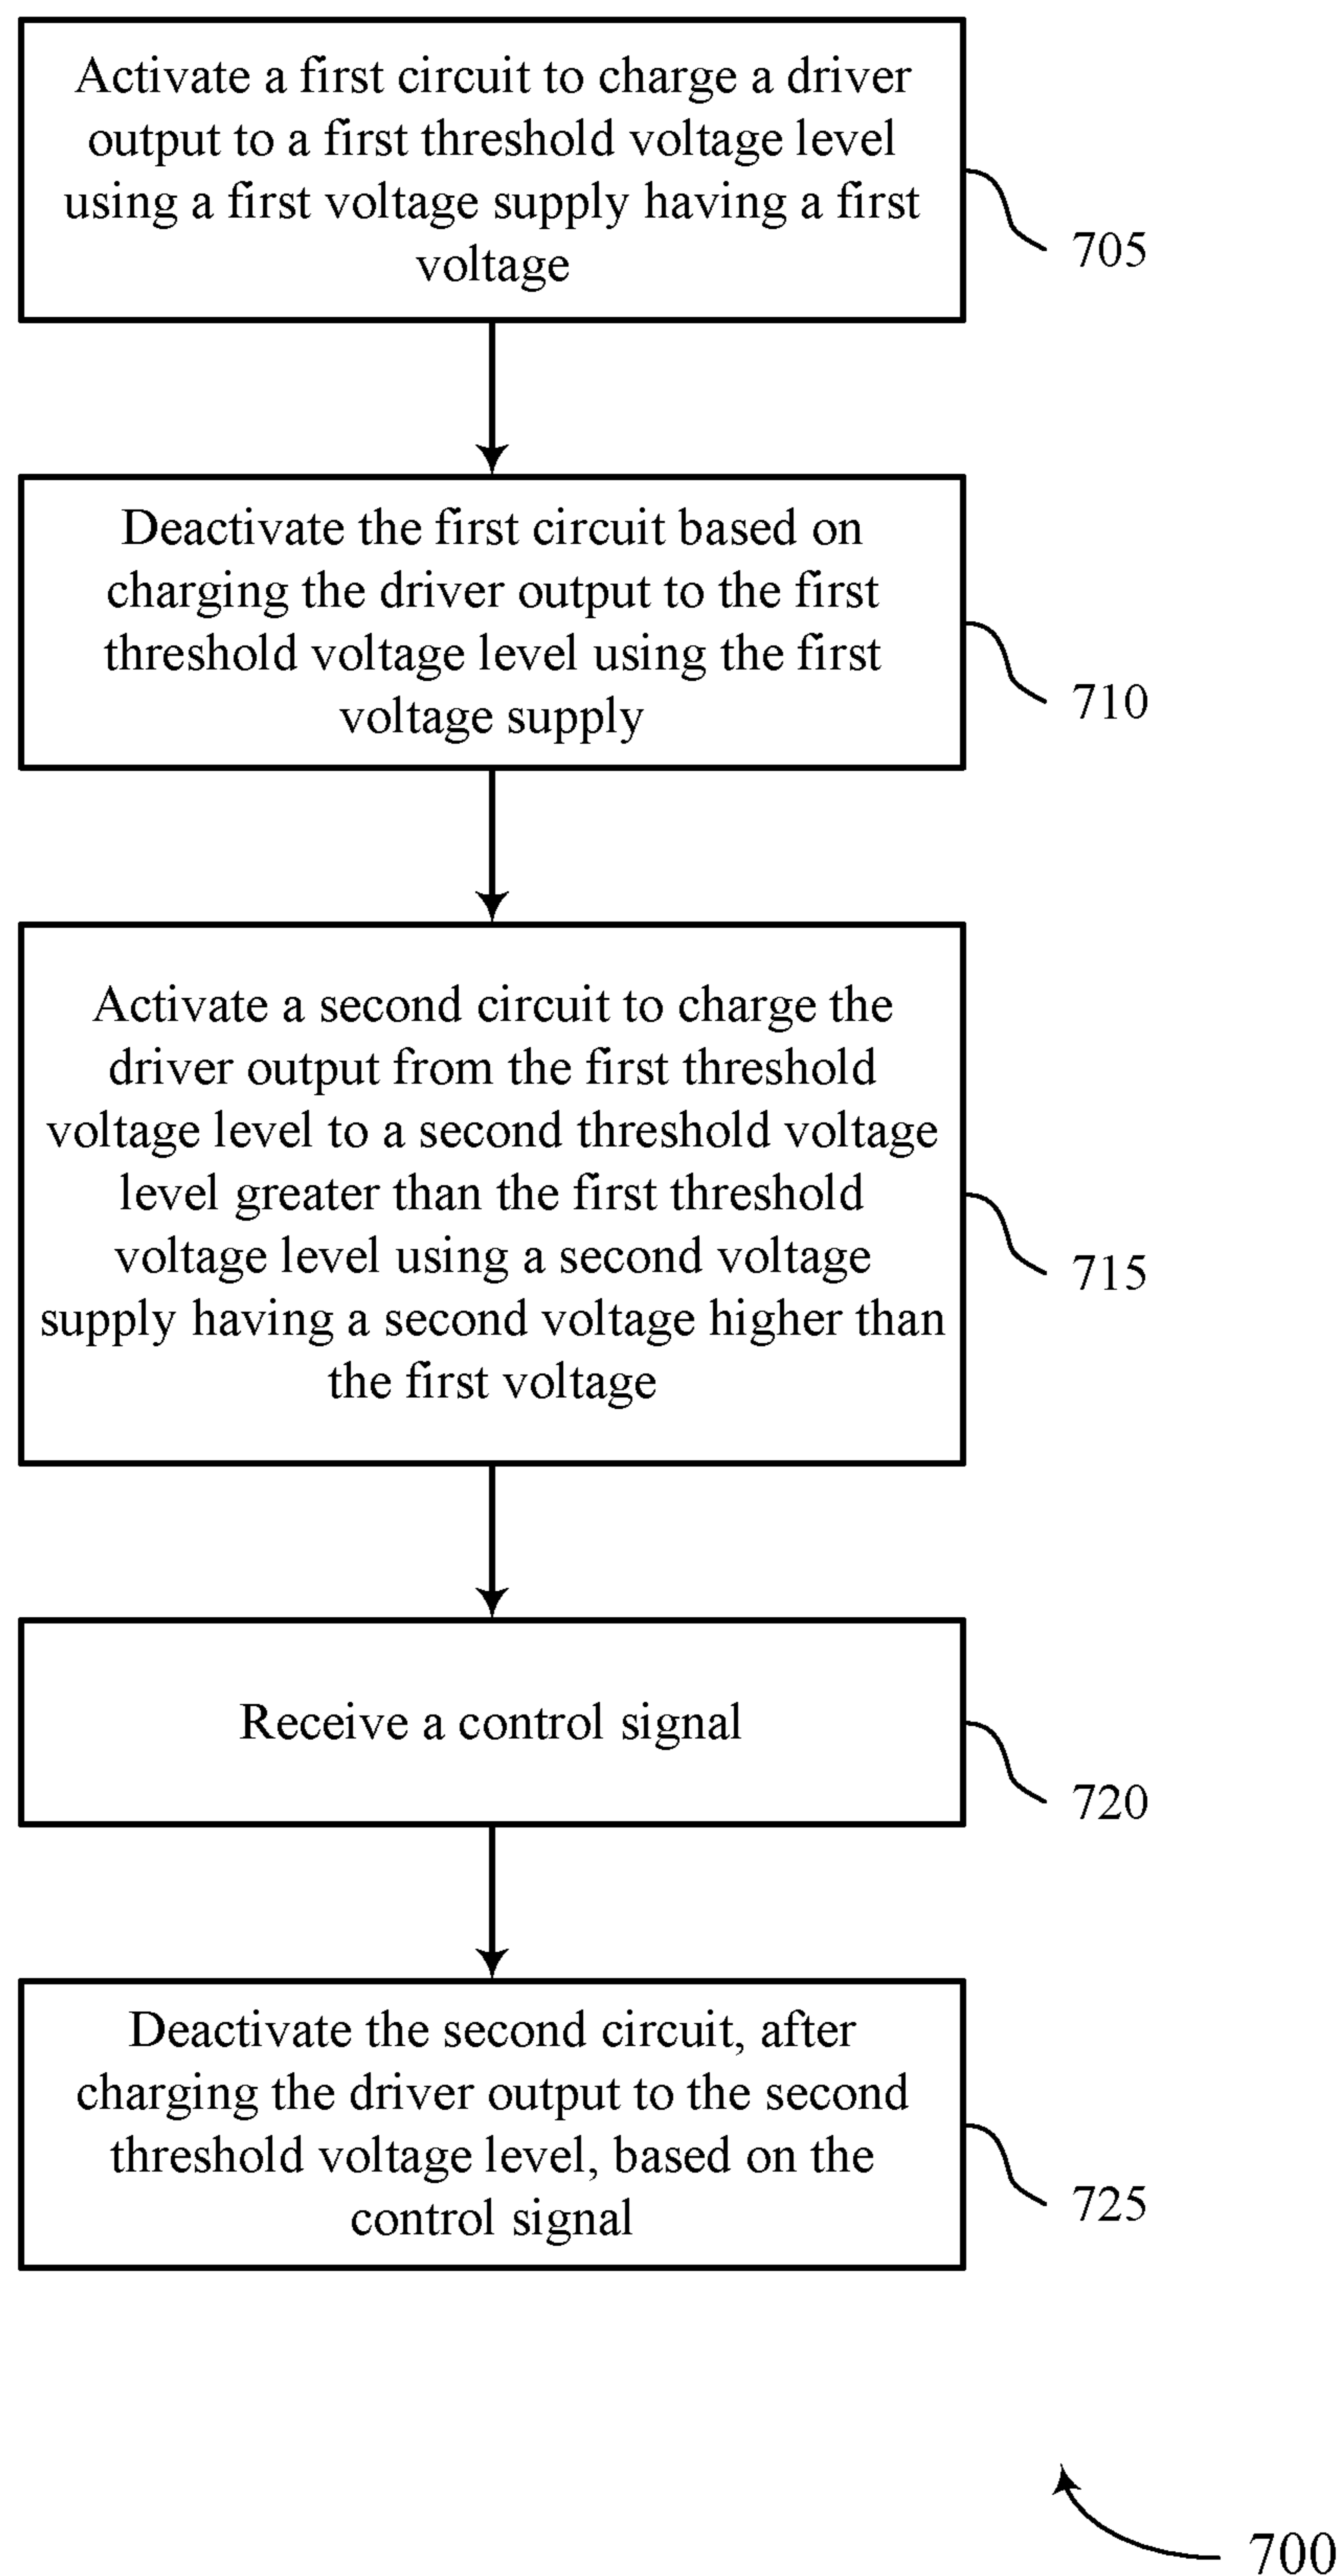 Activate a first circuit to charge a driver
output to a first threshold voltage level
using a first voltage supply having a first
voltage
705
Deactivate the first circuit based on
charging the driver output to the first
threshold voltage level using the first
voltage supply
710
Activate a second circuit to charge the
driver output from the first threshold
voltage level to a second threshold voltage
level greater than the first threshold
voltage level using a second voltage
supply having a second voltage higher than
the first voltage
715
Receive a control signal
720
Deactivate the second circuit, after
charging the driver output to the second
threshold voltage level, based on the
control signal
725
700